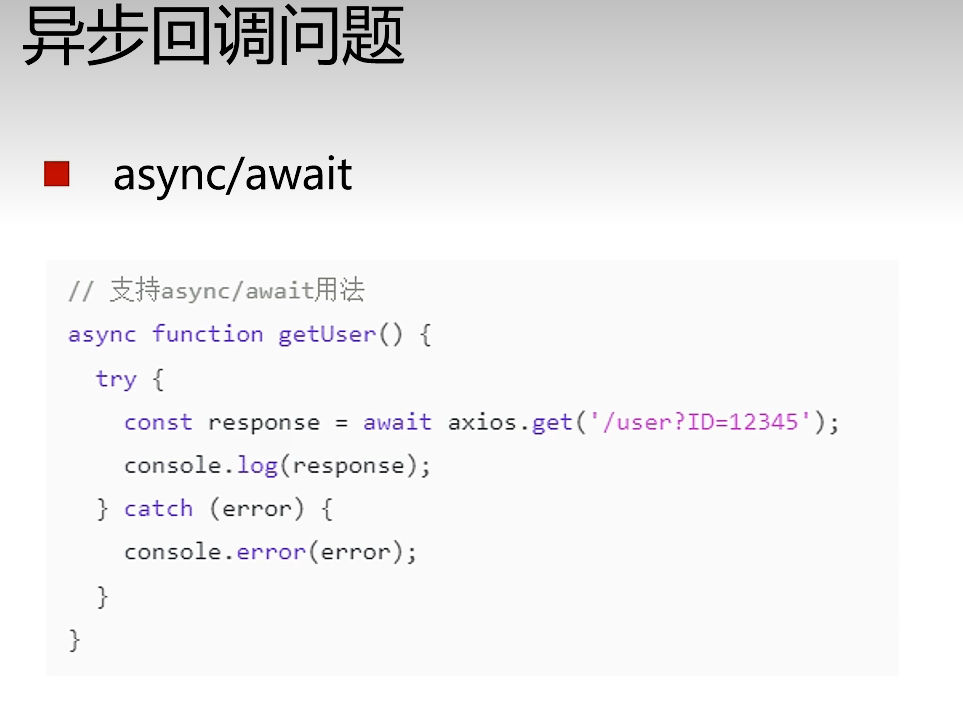 异步回调问题
async/await
// 支持async/await用法
async function getUser() {
  try {
    const response = await axios.get('/user?ID=12345');
    console.log(response);
  } catch (error) {
    console.error(error);
  }
}